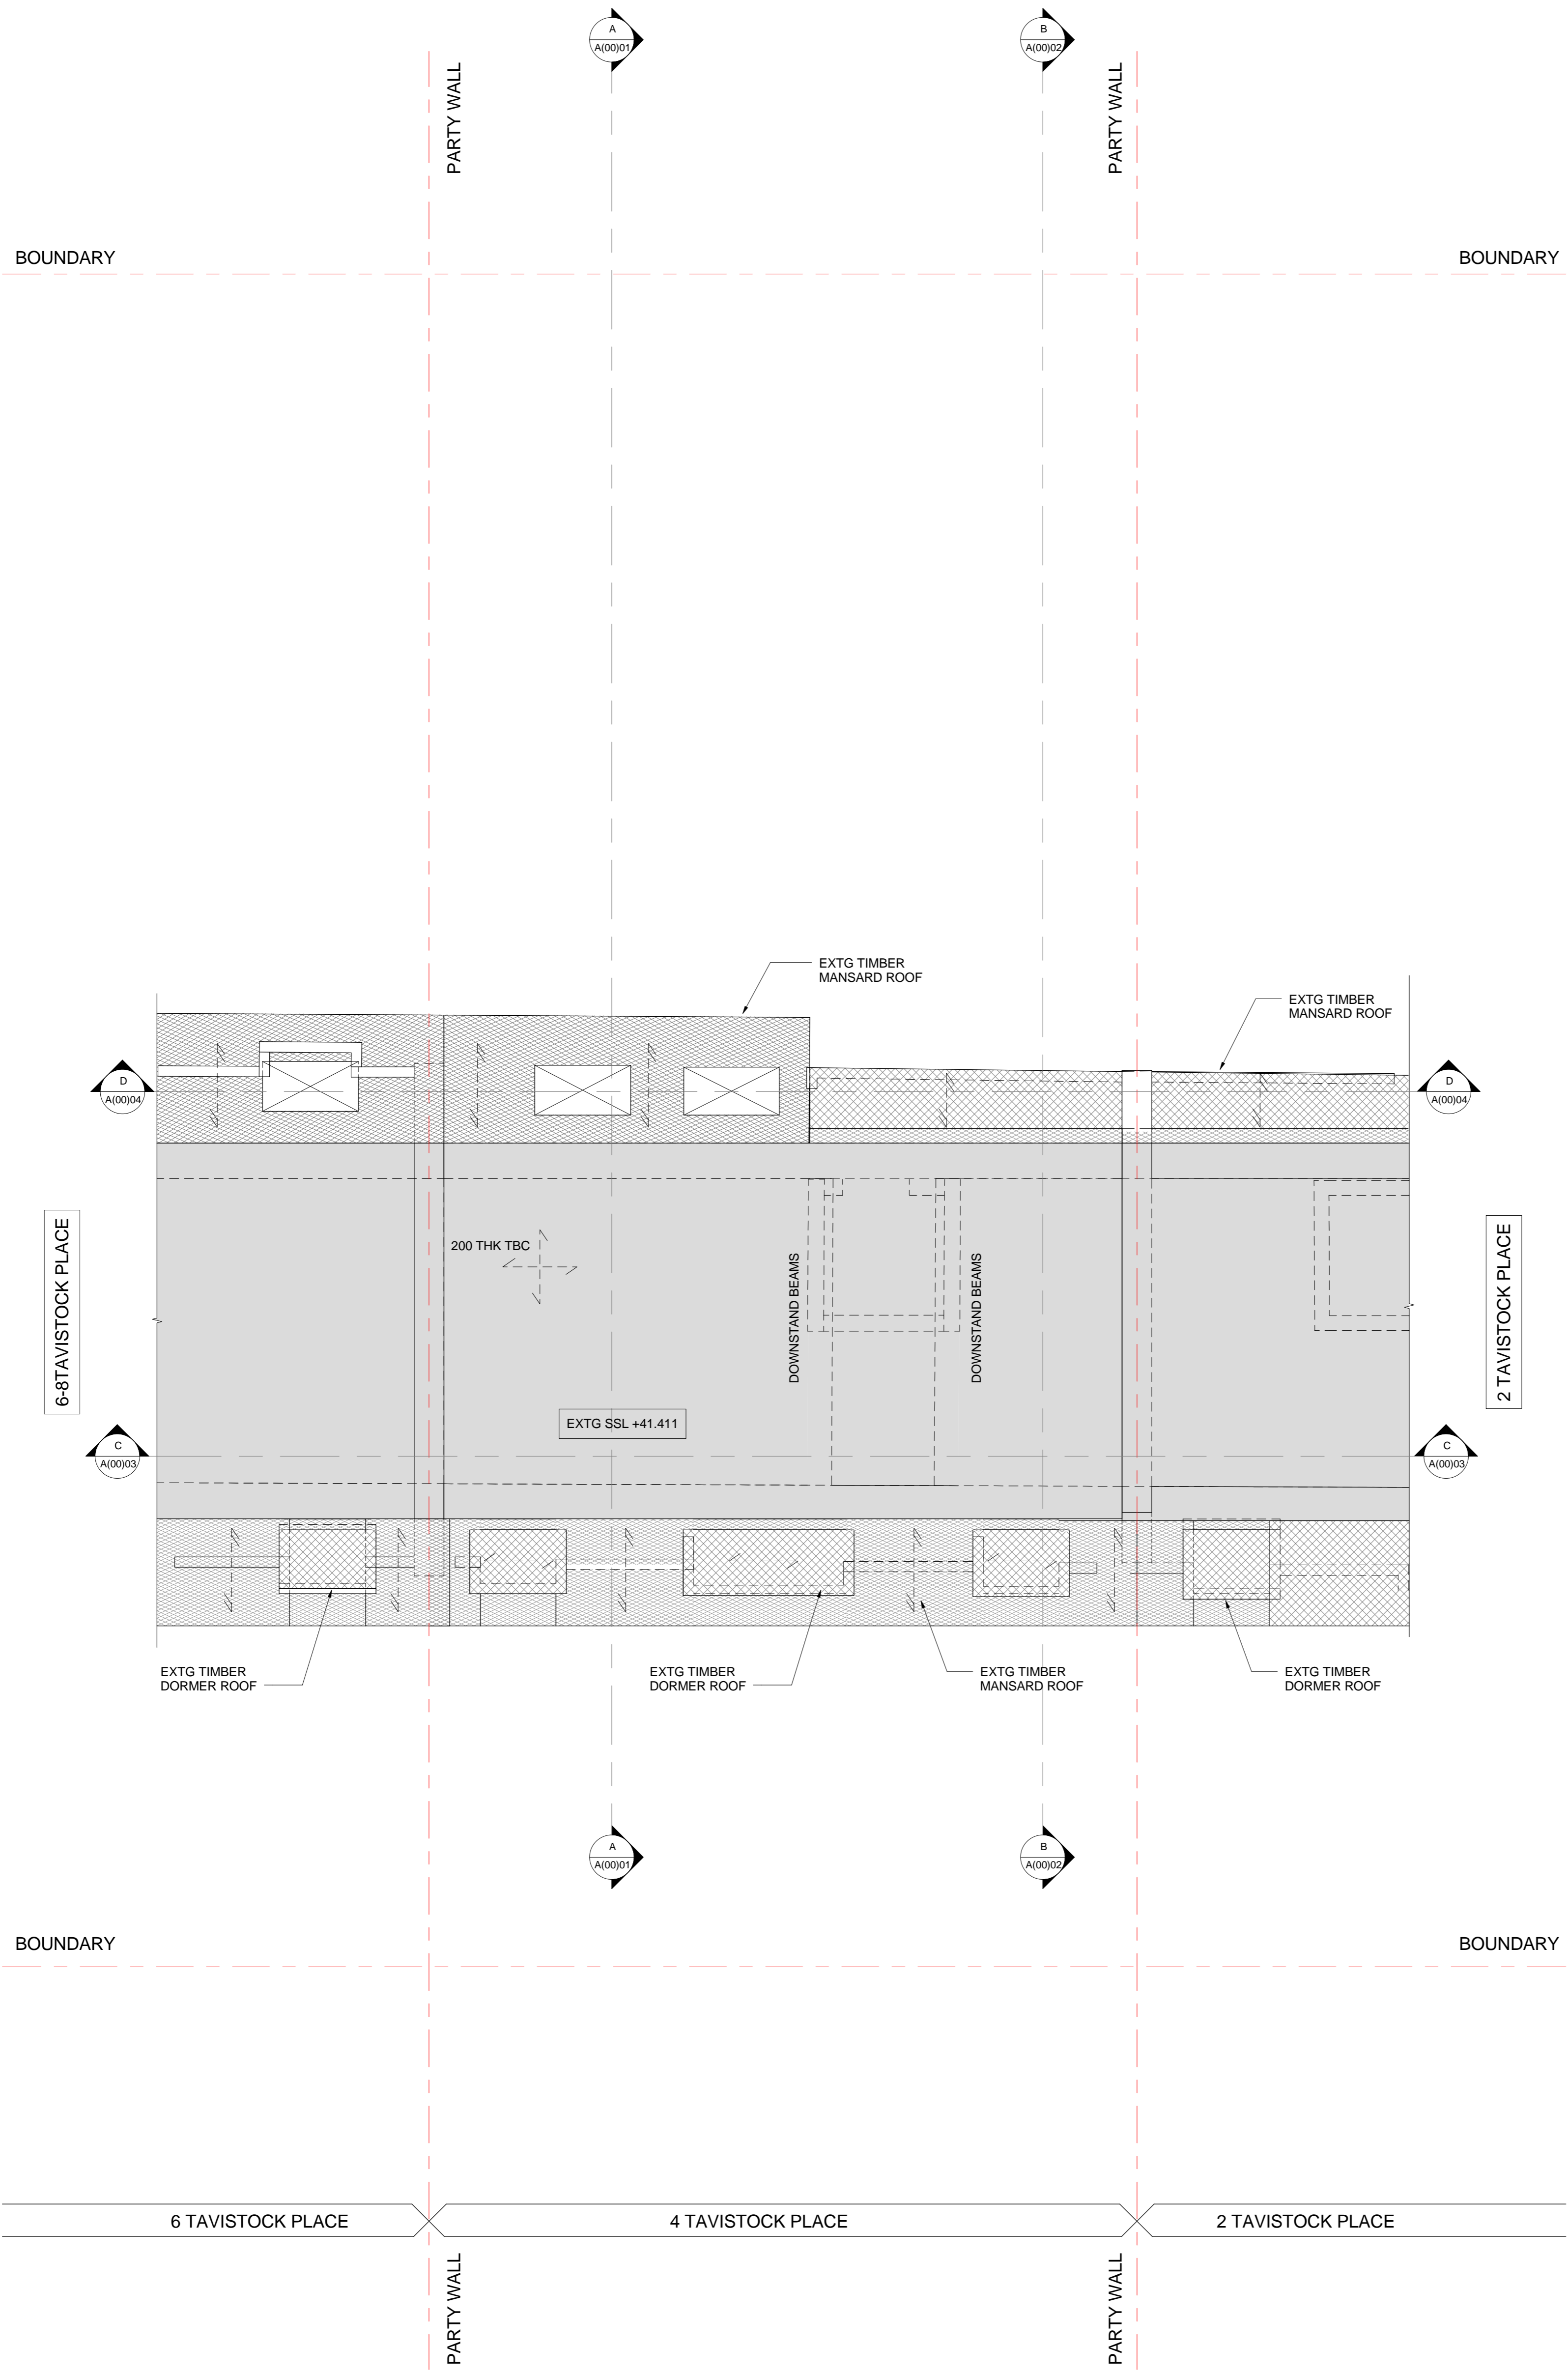 A
A(00)01
B
A(00)02
PARTY WALL
PARTY WALL
BOUNDARY
BOUNDARY
EXTG TIMBER
MANSARD ROOF
EXTG TIMBER
MANSARD ROOF
D
A(00)04
D
A(00)04
6-8TAVISTOCK PLACE
200 THK TBC
DOWNSTAND BEAMS
DOWNSTAND BEAMS
2 TAVISTOCK PLACE
EXTG SSL +41.411
C
A(00)03
C
A(00)03
EXTG TIMBER
DORMER ROOF
EXTG TIMBER
DORMER ROOF
EXTG TIMBER
MANSARD ROOF
EXTG TIMBER
DORMER ROOF
A
A(00)01
B
A(00)02
BOUNDARY
BOUNDARY
6 TAVISTOCK PLACE
4 TAVISTOCK PLACE
2 TAVISTOCK PLACE
PARTY WALL
PARTY WALL